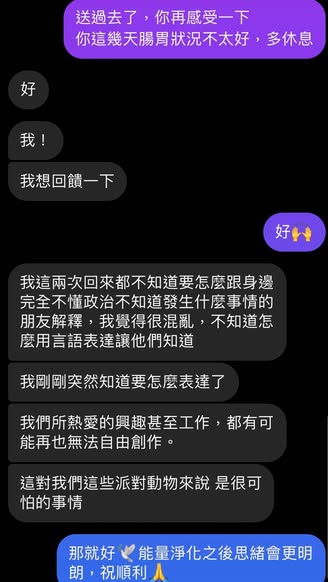 送過去了，你再感受一下
你這幾天腸胃狀況不太好，多休息
好
我！
我想回饋一下
好🙌
我這兩次回來都不知道要怎麼跟身邊
完全不懂政治不知道發生什麼事情的
朋友解釋，我覺得很混亂，不知道怎
麼用言語表達讓他們知道
我剛剛突然知道要怎麼表達了
我們所熱愛的興趣甚至工作，都有可
能再也無法自由創作。
這對我們這些派對動物來說 是很可
怕的事情
那就好🕊️能量淨化之後思緒會更明
朗，祝順利🙏